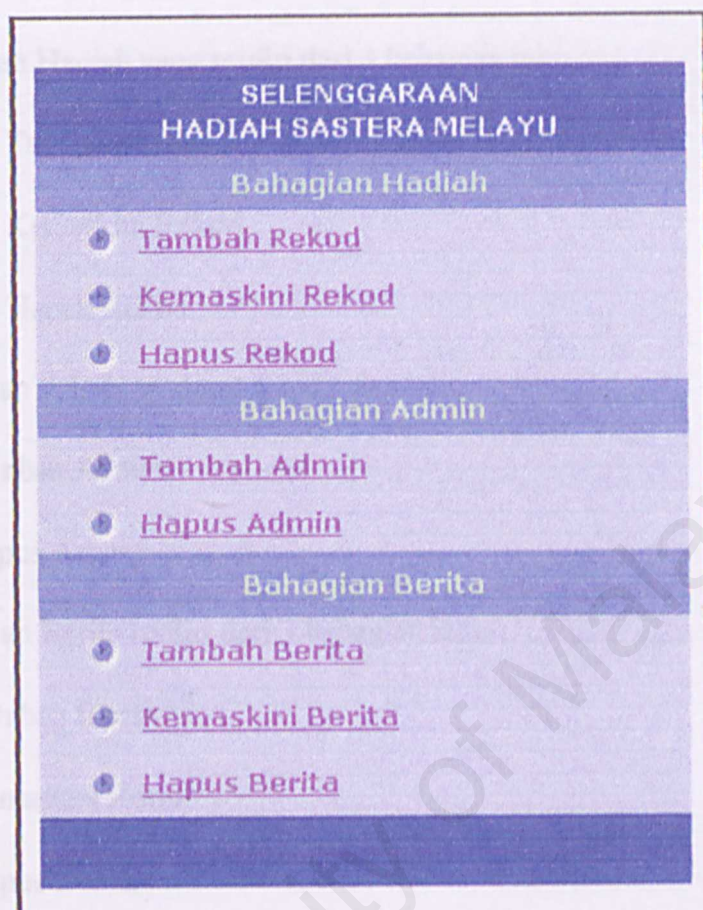 SELENGGARAAN
HADIAH SASTERA MELAYU
Bahagian Hadiah
Tambah Rekod
Kemaskini Rekod
Hapus Rekod
Bahagian Admin
Tambah Admin
Hapus Admin
Bahagian Berita
Tambah Berita
Kemaskini Berita
Hapus Berita